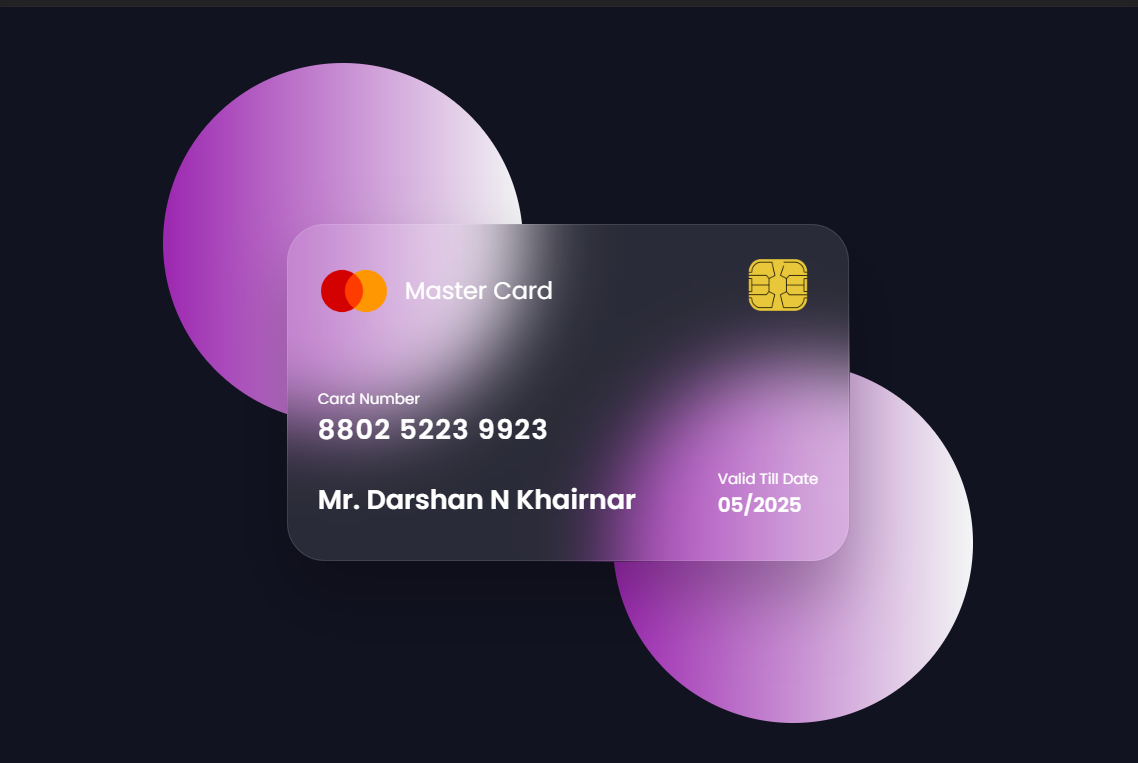 Master Card
Card Number
8802 5223 9923
Mr. Darshan N Khairnar
Valid Till Date
05/2025